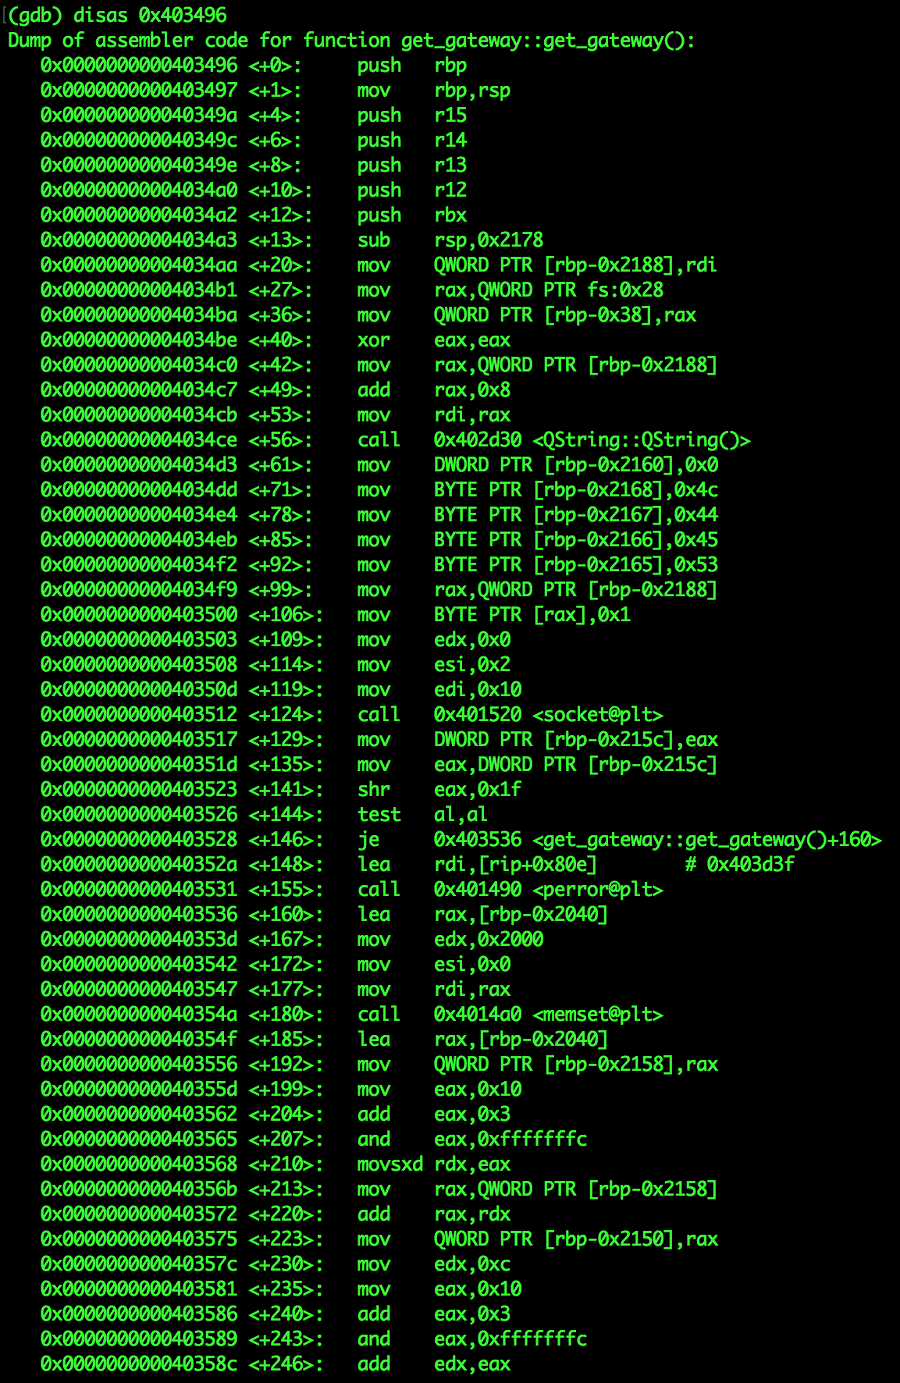 (gdb) disas 0x403496
Dump of assembler code for function get_gateway::get_gateway():
0x0000000000403496 <+0>: push rbp
0x0000000000403497 <+1>: mov rbp,rsp
0x000000000040349a <+4>: push r15
0x000000000040349c <+6>: push r14
0x000000000040349e <+8>: push r13
0x00000000004034a0 <+10>: push r12
0x00000000004034a2 <+12>: push rbx
0x00000000004034a3 <+13>: sub rsp,0x2178
0x00000000004034aa <+20>: mov QWORD PTR [rbp-0x2188],rdi
0x00000000004034b1 <+27>: mov rax,QWORD PTR fs:0x28
0x00000000004034ba <+36>: mov QWORD PTR [rbp-0x38],rax
0x00000000004034be <+40>: xor eax,eax
0x00000000004034c0 <+42>: mov rax,QWORD PTR [rbp-0x2188]
0x00000000004034c7 <+49>: add rax,0x8
0x00000000004034cb <+53>: mov rdi,rax
0x00000000004034ce <+56>: call 0x402d30 <QString::QString()>
0x00000000004034d3 <+61>: mov DWORD PTR [rbp-0x2160],0x0
0x00000000004034dd <+71>: mov BYTE PTR [rbp-0x2168],0x4c
0x00000000004034e4 <+78>: mov BYTE PTR [rbp-0x2167],0x44
0x00000000004034eb <+85>: mov BYTE PTR [rbp-0x2166],0x45
0x00000000004034f2 <+92>: mov BYTE PTR [rbp-0x2165],0x53
0x00000000004034f9 <+99>: mov rax,QWORD PTR [rbp-0x2188]
0x0000000000403500 <+106>: mov BYTE PTR [rax],0x1
0x0000000000403503 <+109>: mov edx,0x0
0x0000000000403508 <+114>: mov esi,0x2
0x000000000040350d <+119>: mov edi,0x10
0x0000000000403512 <+124>: call 0x401520 <socket@plt>
0x0000000000403517 <+129>: mov DWORD PTR [rbp-0x215c],eax
0x000000000040351d <+135>: mov eax,DWORD PTR [rbp-0x215c]
0x0000000000403523 <+141>: shr eax,0x1f
0x0000000000403526 <+144>: test al,al
0x0000000000403528 <+146>: je 0x403536 <get_gateway::get_gateway()+160>
0x000000000040352a <+148>: lea rdi,[rip+0x80e] # 0x403d3f
0x0000000000403531 <+155>: call 0x401490 <perror@plt>
0x0000000000403536 <+160>: lea rax,[rbp-0x2040]
0x000000000040353d <+167>: mov edx,0x2000
0x0000000000403542 <+172>: mov esi,0x0
0x0000000000403547 <+177>: mov rdi,rax
0x000000000040354a <+180>: call 0x4014a0 <memset@plt>
0x000000000040354f <+185>: lea rax,[rbp-0x2040]
0x0000000000403556 <+192>: mov QWORD PTR [rbp-0x2158],rax
0x000000000040355d <+199>: mov eax,0x10
0x0000000000403562 <+204>: add eax,0x3
0x0000000000403565 <+207>: and eax,0xfffffffc
0x0000000000403568 <+210>: movsxd rdx,eax
0x000000000040356b <+213>: mov rax,QWORD PTR [rbp-0x2158]
0x0000000000403572 <+220>: add rax,rdx
0x0000000000403575 <+223>: mov QWORD PTR [rbp-0x2150],rax
0x000000000040357c <+230>: mov edx,0xc
0x0000000000403581 <+235>: mov eax,0x10
0x0000000000403586 <+240>: add eax,0x3
0x0000000000403589 <+243>: and eax,0xfffffffc
0x000000000040358c <+246>: add edx,eax